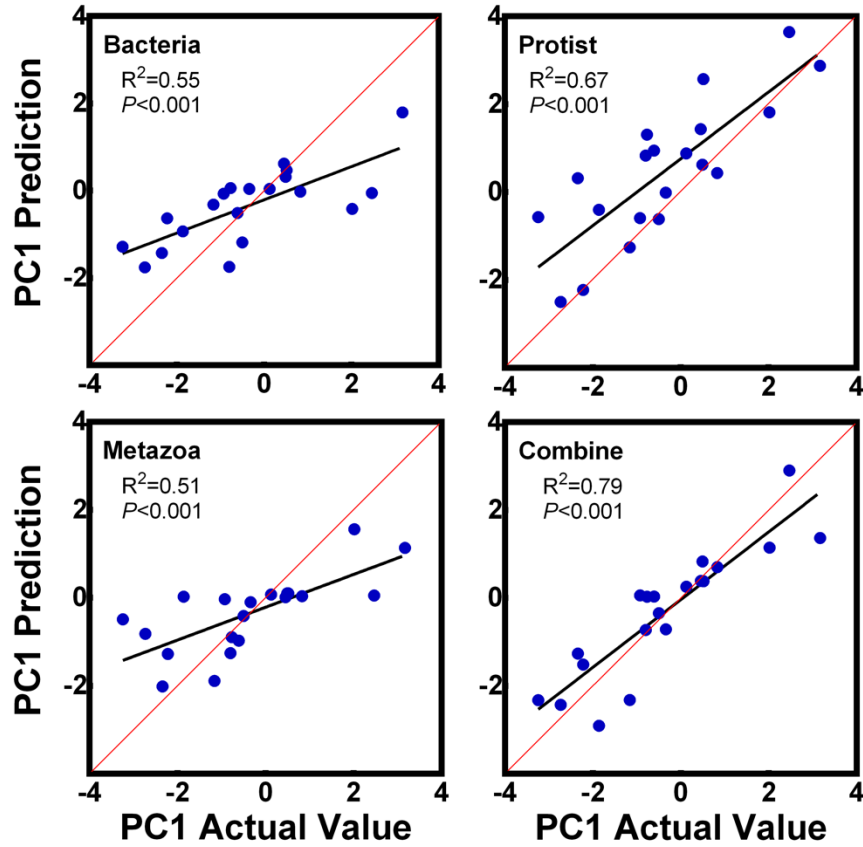 4
2
0
-2
-4
-2
0
2
4
PC1 Prediction
Bacteria
R²=0.55
P<0.001
4
2
0
-2
-4
-2
0
2
4
Protist
R²=0.67
P<0.001
4
2
0
-2
-4
-2
0
2
4
PC1 Prediction
PC1 Actual Value
Metazoa
R²=0.51
P<0.001
4
2
0
-2
-4
-2
0
2
4
PC1 Actual Value
Combine
R²=0.79
P<0.001